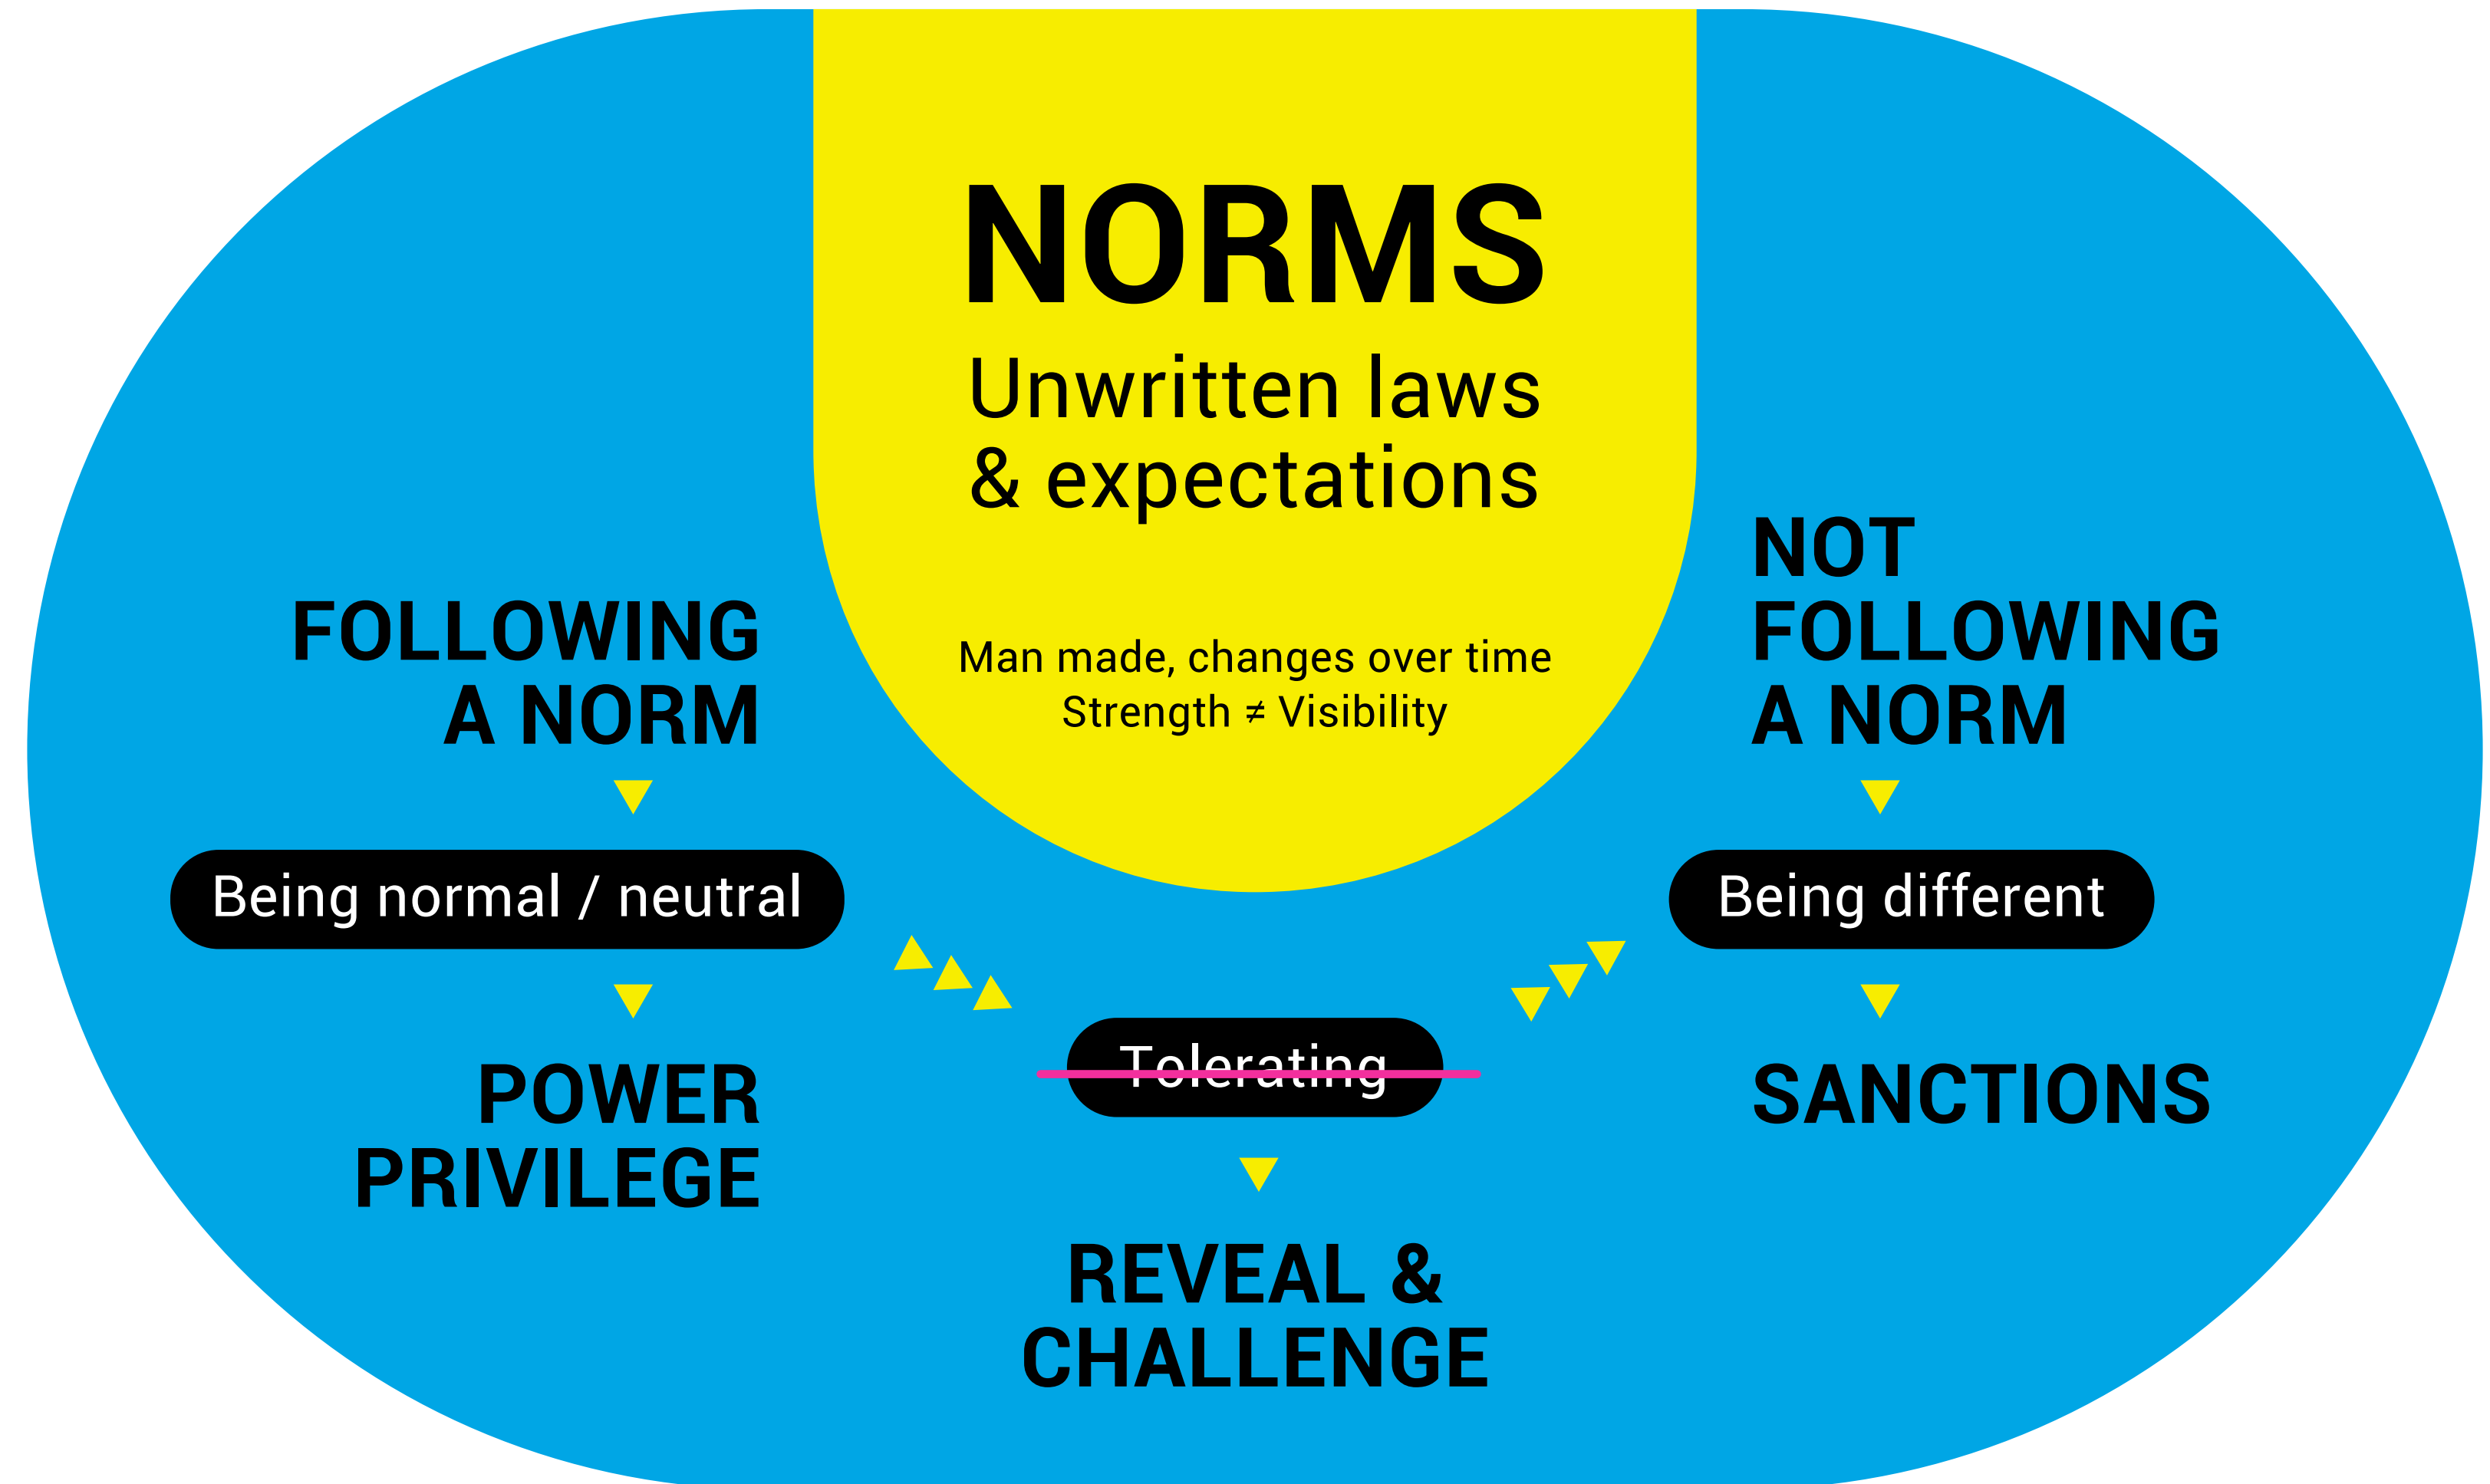 NORMS
Unwritten laws
& expectations
Man made, changes over time
Strength ≠ Visibility
FOLLOWING
A NORM
Being normal / neutral
POWER
PRIVILEGE
Tolerating
REVEAL &
CHALLENGE
NOT
FOLLOWING
A NORM
Being different
SANCTIONS